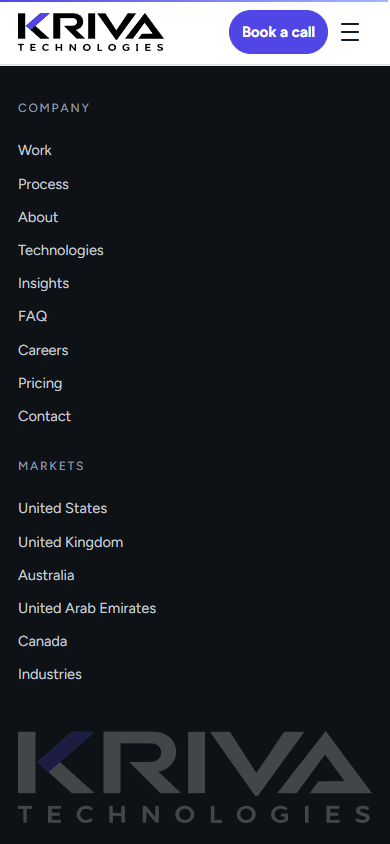 KRIVA
TECHNOLOGIES
Book a call
COMPANY
Work
Process
About
Technologies
Insights
FAQ
Careers
Pricing
Contact
MARKETS
United States
United Kingdom
Australia
United Arab Emirates
Canada
Industries
KRIVA
TECHNOLOGIES